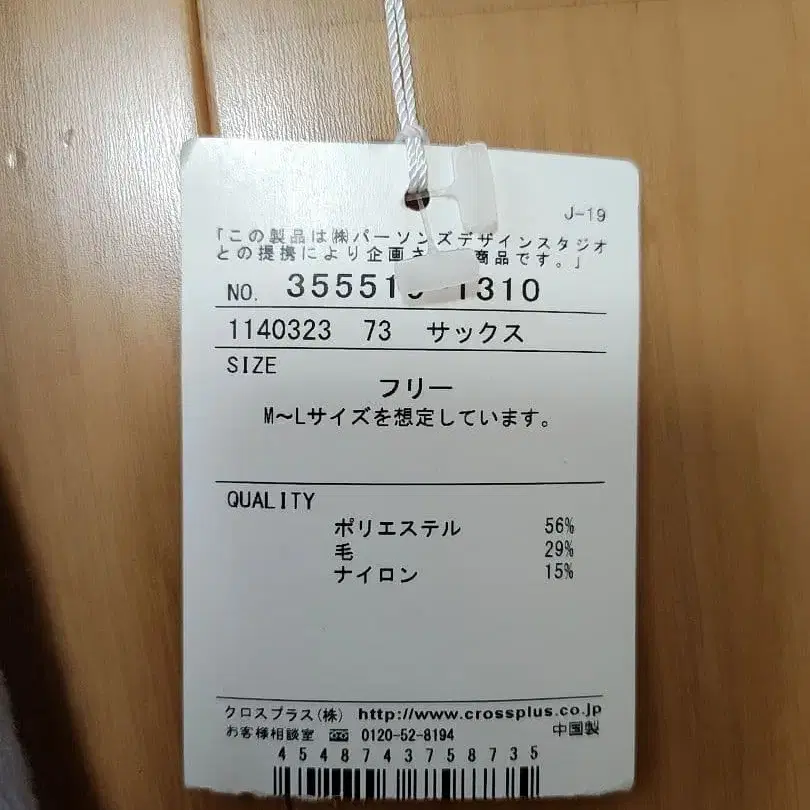 J-19
「この製品は㈱パーソンズデザインスタジオ
との提携により企画さ 商品です。」
NO. 1310
1140323 73 サックス
SIZE
フリー
M～Lサイズを想定しています。
QUALITY
ポリエステル 56%
毛 29%
ナイロン 15%
クロスプラス(株) http://www.crossplus.co.jp
お客様相談室 0120-52-8194 中国製
4548743758735